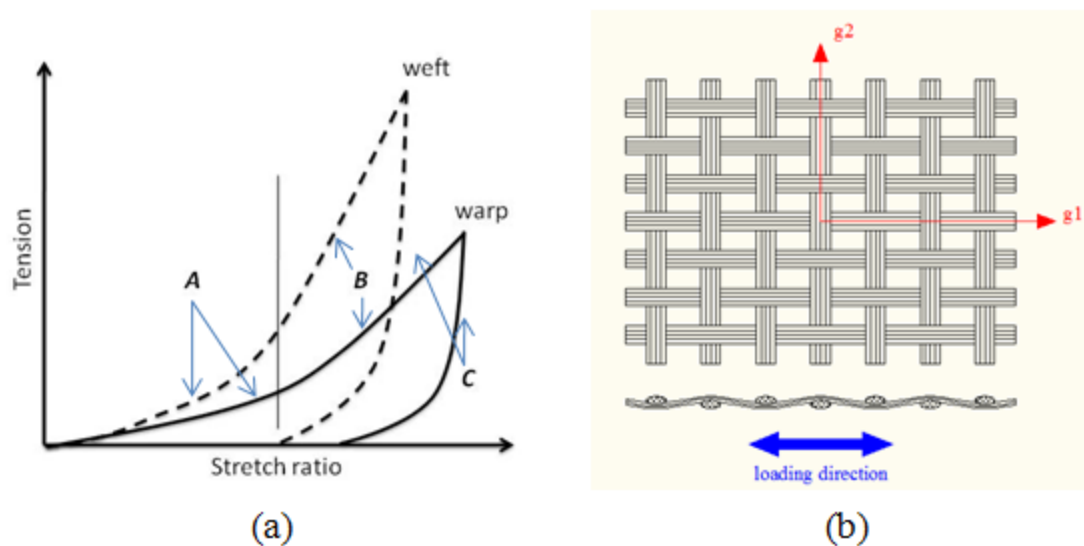 weft
warp
Tension
A
B
C
Stretch ratio
(a)
g2
g1
loading direction
(b)